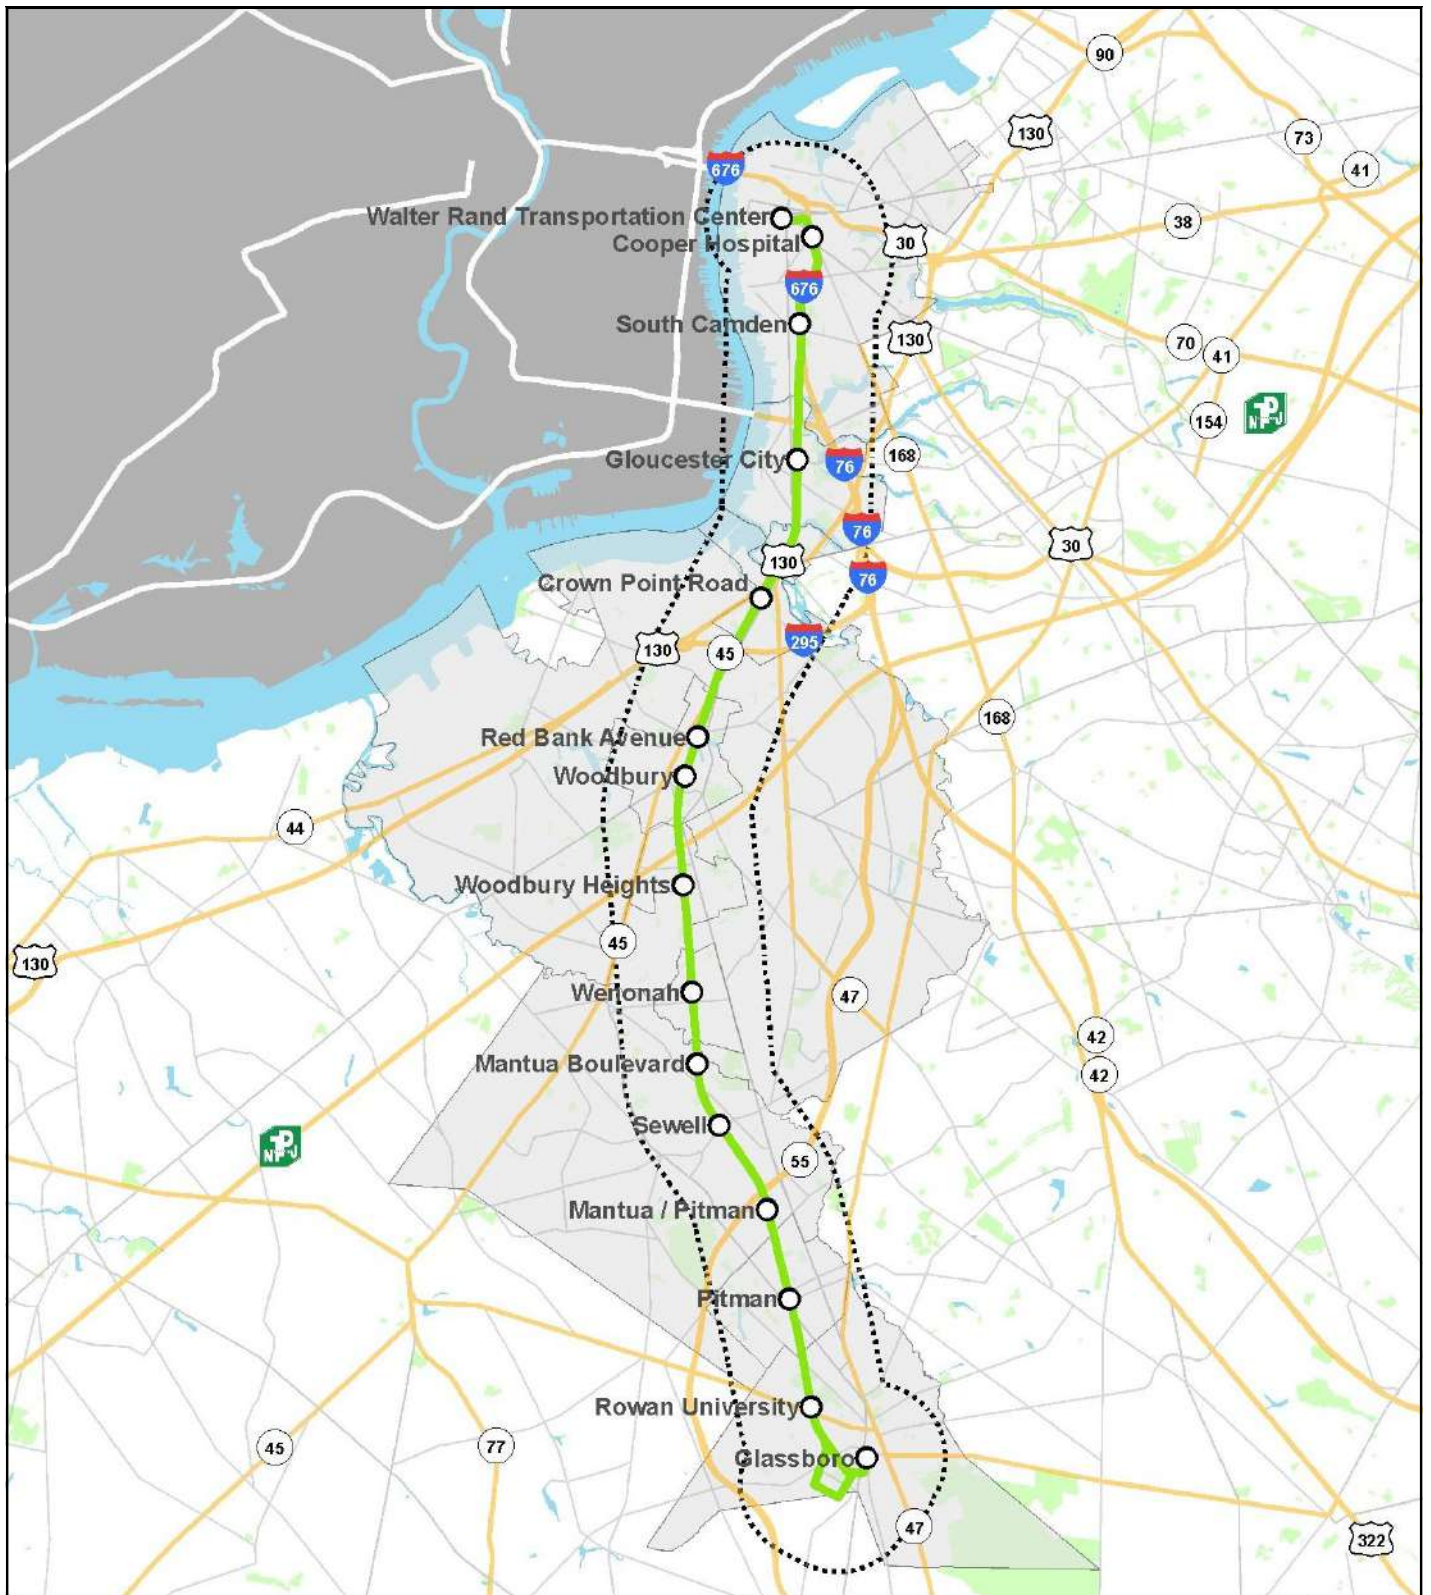 90
130
73
41
676
Walter Rand Transportation Center
38
Cooper Hospital
30
676
South Camden
130
70
41
NTPJ
154
Gloucester City
76
168
76
30
130
Crown Point Road
76
295
130
45
168
Red Bank Avenue
Woodbury
44
Woodbury Heights
45
130
Wenonah
47
42
Mantua Boulevard
42
Sewell
NTPJ
55
Mantua / Pitman
Pitman
Rowan University
45
77
Glassboro
47
322